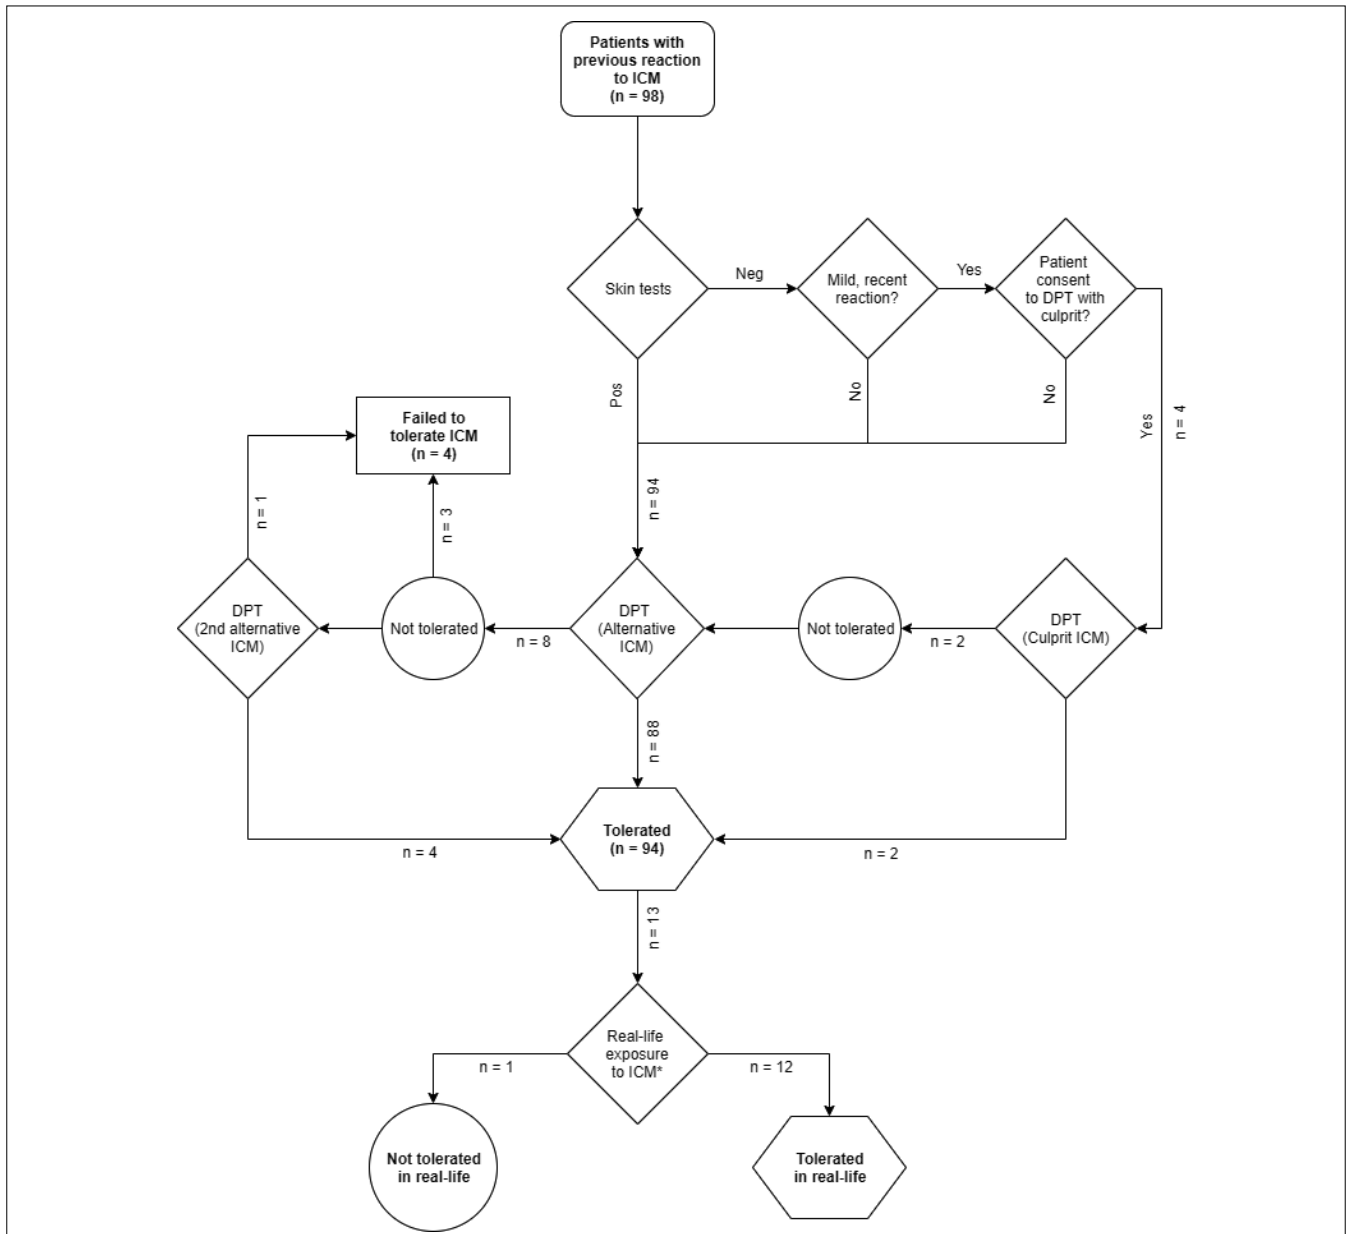 Patients with
previous reaction
to ICM
(n = 98)
Skin tests
Neg
Mild, recent
reaction?
Yes
Patient
consent
to DPT with
culprit?
Pos
No
No
Yes
n = 4
Failed to
tolerate ICM
(n = 4)
n = 1
n = 3
n = 94
DPT
(2nd alternative
ICM)
Not tolerated
n = 8
DPT
(Alternative
ICM)
Not tolerated
n = 2
DPT
(Culprit ICM)
n = 88
Tolerated
(n = 94)
n = 4
n = 2
n = 13
Real-life
exposure
to ICM*
n = 1
n = 12
Not tolerated
in real-life
Tolerated
in real-life